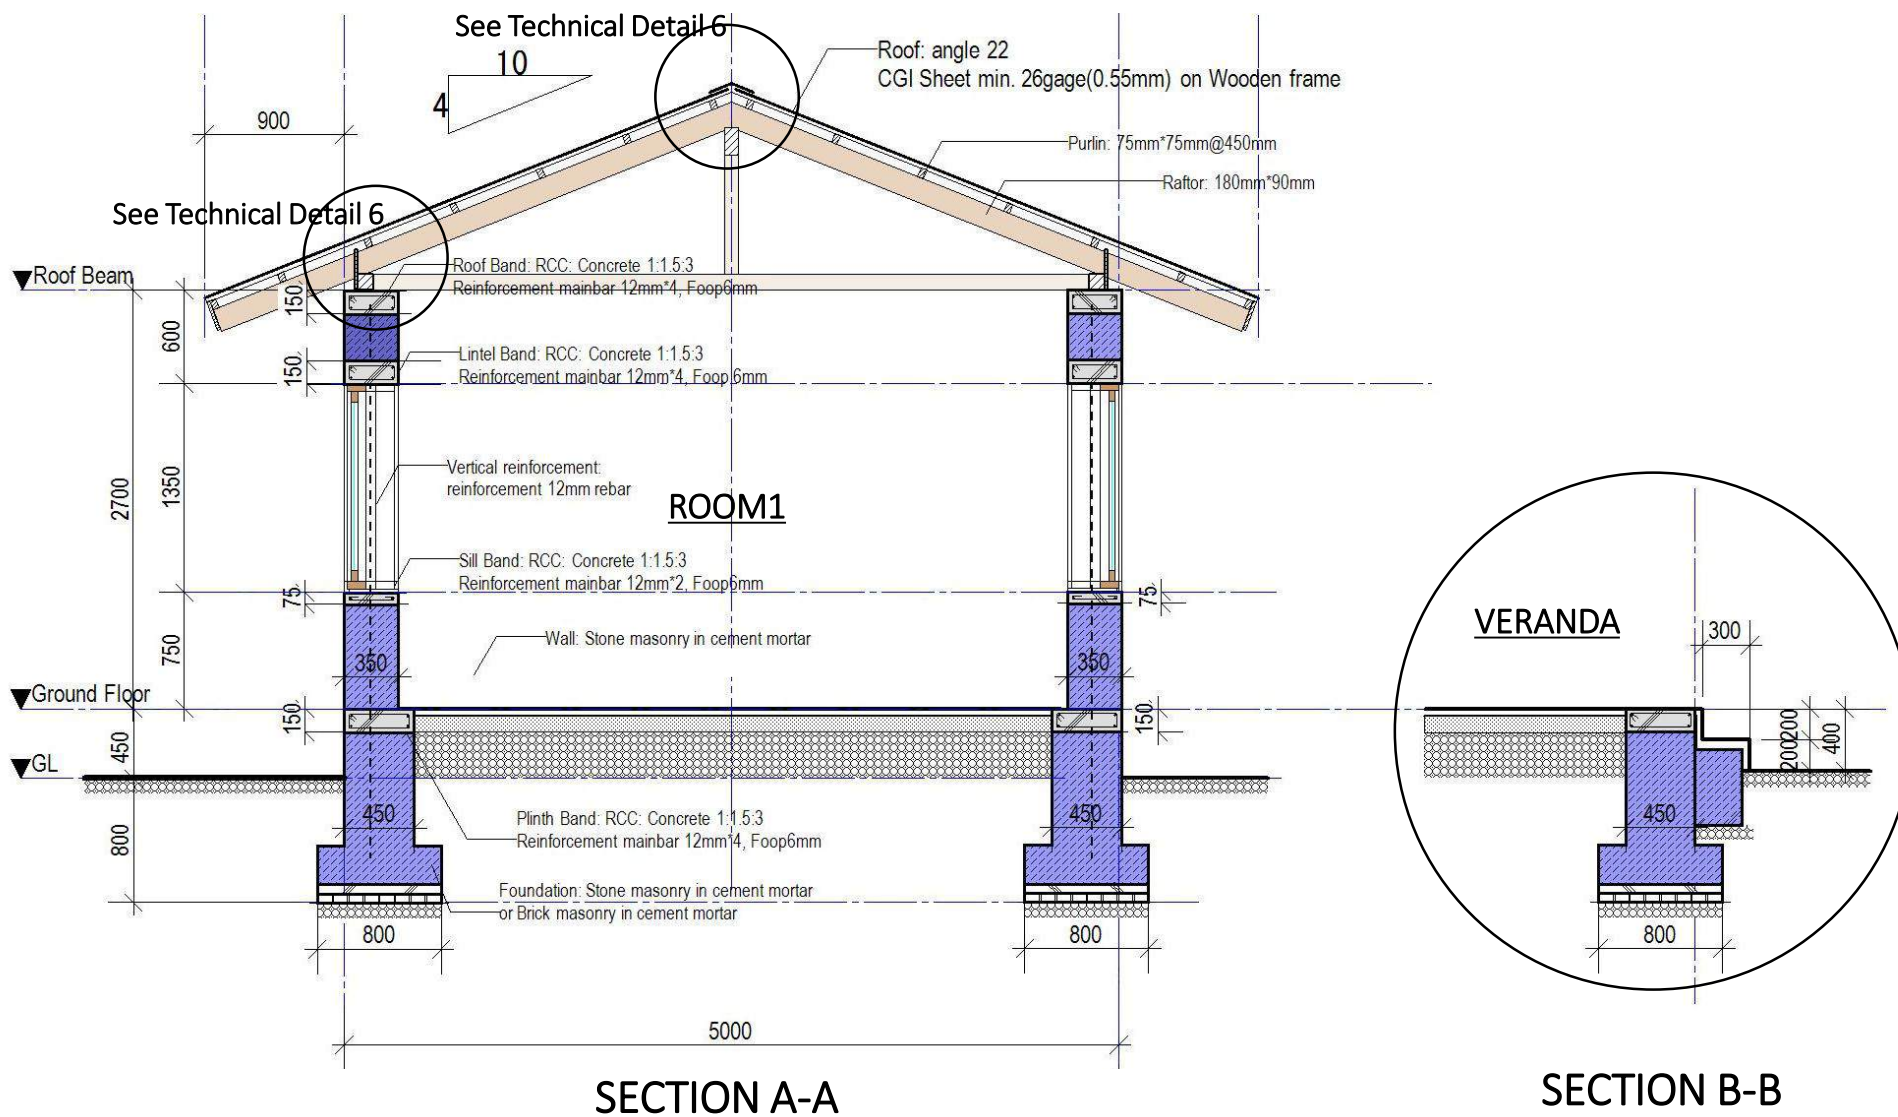 See Technical Detail 6
10
4
Roof: angle 22
CGI Sheet min. 26gage(0.55mm) on Wooden frame
900
Purlin: 75mm*75mm@450mm
Raftor: 180mm*90mm
See Technical Detail 6
Roof Beam
Roof Band: RCC: Concrete 1:1.5:3
Reinforcement mainbar 12mm*4, Foop6mm
150
600
Lintel Band: RCC: Concrete 1:1.5:3
Reinforcement mainbar 12mm*4, Foop 6mm
150
2700
1350
Vertical reinforcement:
reinforcement 12mm rebar
ROOM1
Sill Band: RCC: Concrete 1:1.5:3
Reinforcement mainbar 12mm*2, Foop6mm
75
75
750
Wall: Stone masonry in cement mortar
350
350
Ground Floor
150
150
450
GL
450
450
800
Plinth Band: RCC: Concrete 1:1.5:3
Reinforcement mainbar 12mm*4, Foop6mm
Foundation: Stone masonry in cement mortar
or Brick masonry in cement mortar
800
800
5000
SECTION A-A
VERANDA
300
200
200
400
450
800
SECTION B-B